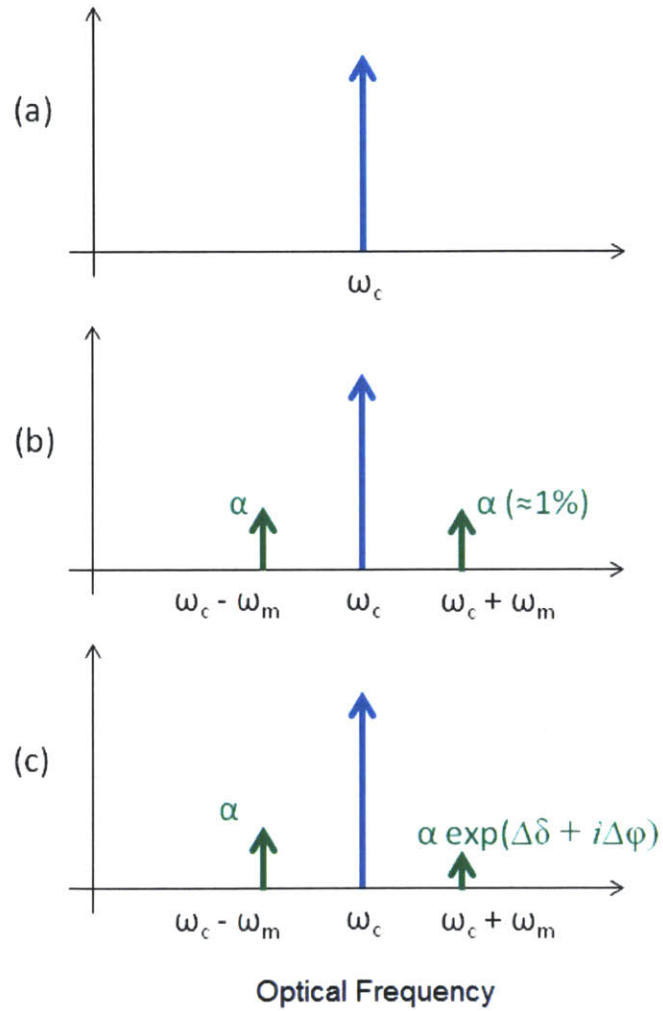 (a)
ωc
(b)
α
α (≈1%)
ωc - ωm
ωc
ωc + ωm
(c)
α
α exp(Δδ + iΔφ)
ωc - ωm
ωc
ωc + ωm
Optical Frequency